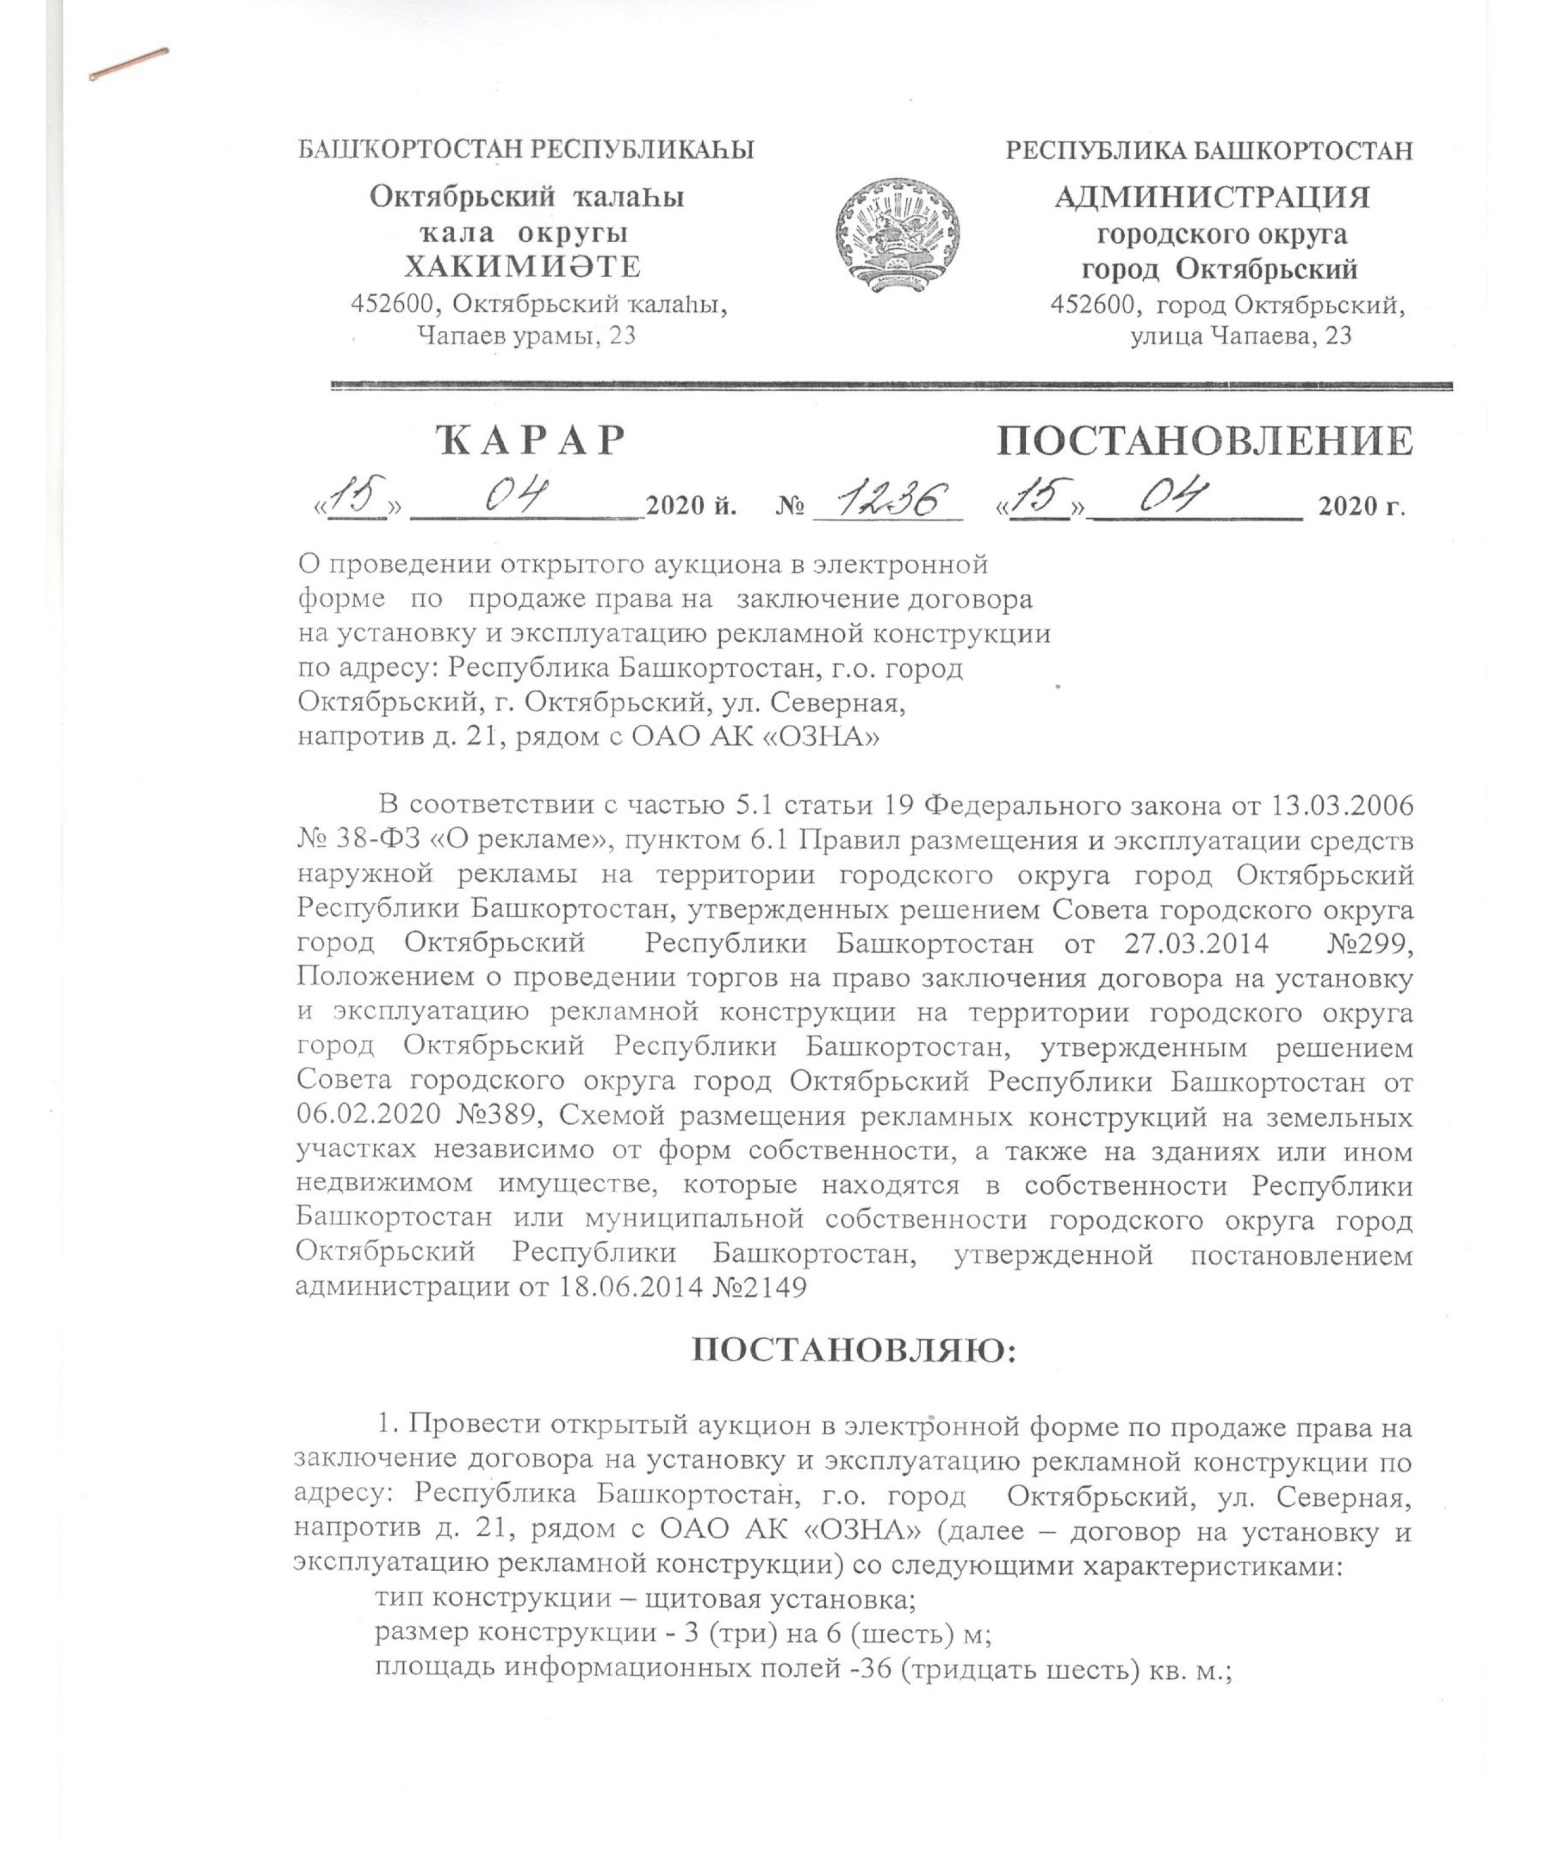 БАШҠОРТОСТАН РЕСПУБЛИКАҺЫ
Октябрьский ҡалаҺы
ҡала округы
ХАКИМИӘТЕ
452600, Октябрьский ҡалаһы,
Чапаев урамы, 23
РЕСПУБЛИКА БАШКОРТОСТАН
АДМИНИСТРАЦИЯ
городского округа
город Октябрьский
452600, город Октябрьский,
улица Чапаева, 23
ҠАРАР
ПОСТАНОВЛЕНИЕ
«15» 04 2020 й. № 1236 «15» 04 2020 г.
О проведении открытого аукциона в электронной
форме по продаже права на заключение договора
на установку и эксплуатацию рекламной конструкции
по адресу: Республика Башкортостан, г.о. город
Октябрьский, г. Октябрьский, ул. Северная,
напротив д. 21, рядом с ОАО АК «ОЗНА»
В соответствии с частью 5.1 статьи 19 Федерального закона от 13.03.2006
№ 38-ФЗ «О рекламе», пунктом 6.1 Правил размещения и эксплуатации средств
наружной рекламы на территории городского округа город Октябрьский
Республики Башкортостан, утвержденных решением Совета городского округа
город Октябрьский Республики Башкортостан от 27.03.2014 №299,
Положением о проведении торгов на право заключения договора на установку
и эксплуатацию рекламной конструкции на территории городского округа
город Октябрьский Республики Башкортостан, утвержденным решением
Совета городского округа город Октябрьский Республики Башкортостан от
06.02.2020 №389, Схемой размещения рекламных конструкций на земельных
участках независимо от форм собственности, а также на зданиях или ином
недвижимом имуществе, которые находятся в собственности Республики
Башкортостан или муниципальной собственности городского округа город
Октябрьский Республики Башкортостан, утвержденной постановлением
администрации от 18.06.2014 №2149
ПОСТАНОВЛЯЮ:
1. Провести открытый аукцион в электронной форме по продаже права на
заключение договора на установку и эксплуатацию рекламной конструкции по
адресу: Республика Башкортостан, г.о. город Октябрьский, ул. Северная,
напротив д. 21, рядом с ОАО АК «ОЗНА» (далее – договор на установку и
эксплуатацию рекламной конструкции) со следующими характеристиками:
тип конструкции – щитовая установка;
размер конструкции - 3 (три) на 6 (шесть) м;
площадь информационных полей -36 (тридцать шесть) кв. м.;